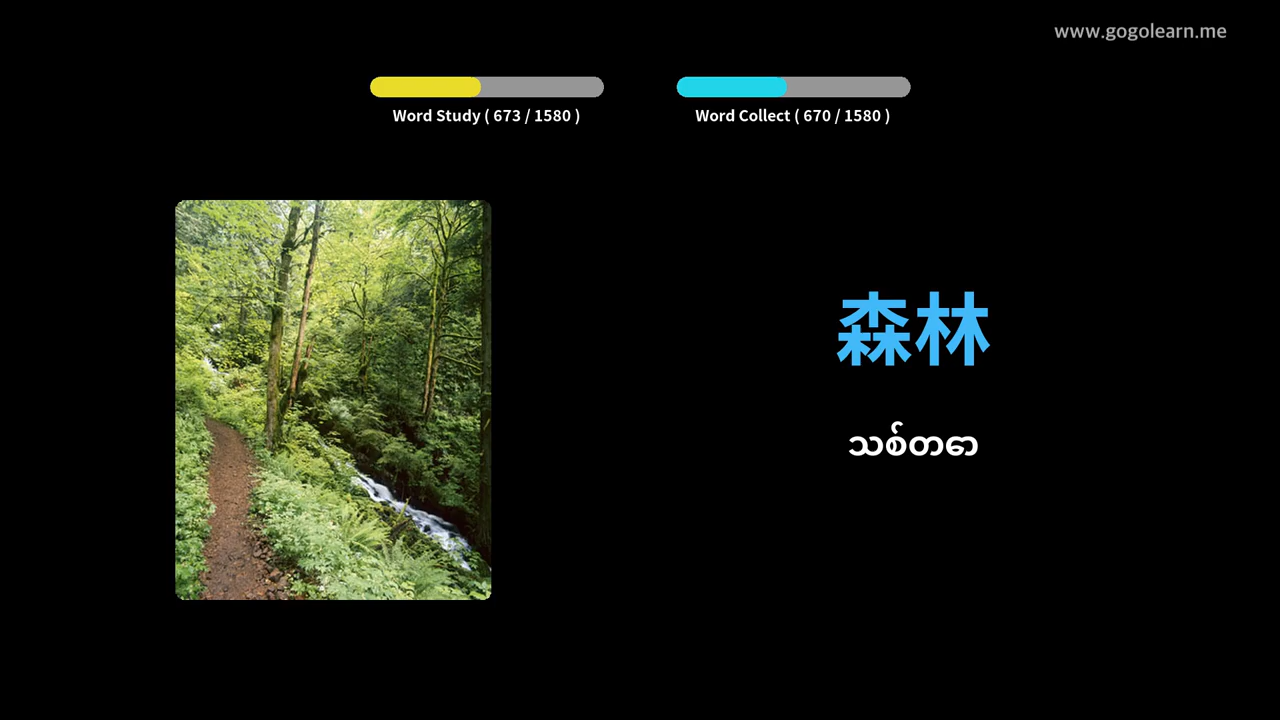 www.gogolearn.me
Word Study ( 673 / 1580 )
Word Collect ( 670 / 1580 )
森林
သစ်တော